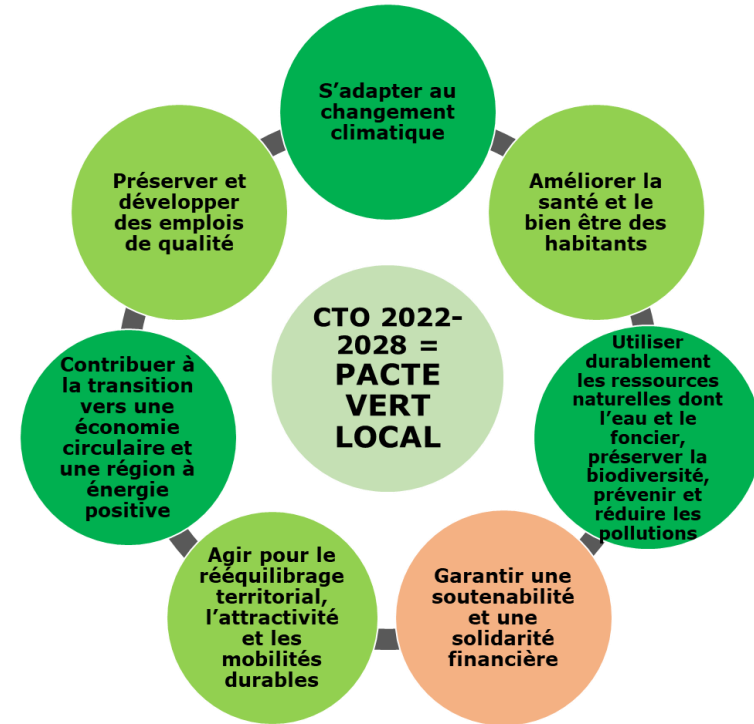 S’adapter au
changement
climatique
Améliorer la
santé et le
bien être des
habitants
Utiliser
durablement
les ressources
naturelles dont
l’eau et le
foncier,
préserver la
biodiversité,
prévenir et
réduire les
pollutions
Garantir une
soutenabilité
et une
solidarité
financière
Agir pour le
rééquilibrage
territorial,
l’attractivité
et les
mobilités
durables
Contribuer à
la transition
vers une
économie
circulaire et
une région à
énergie
positive
Préserver et
développer
des emplois
de qualité
CTO 2022-
2028 =
PACTE
VERT
LOCAL